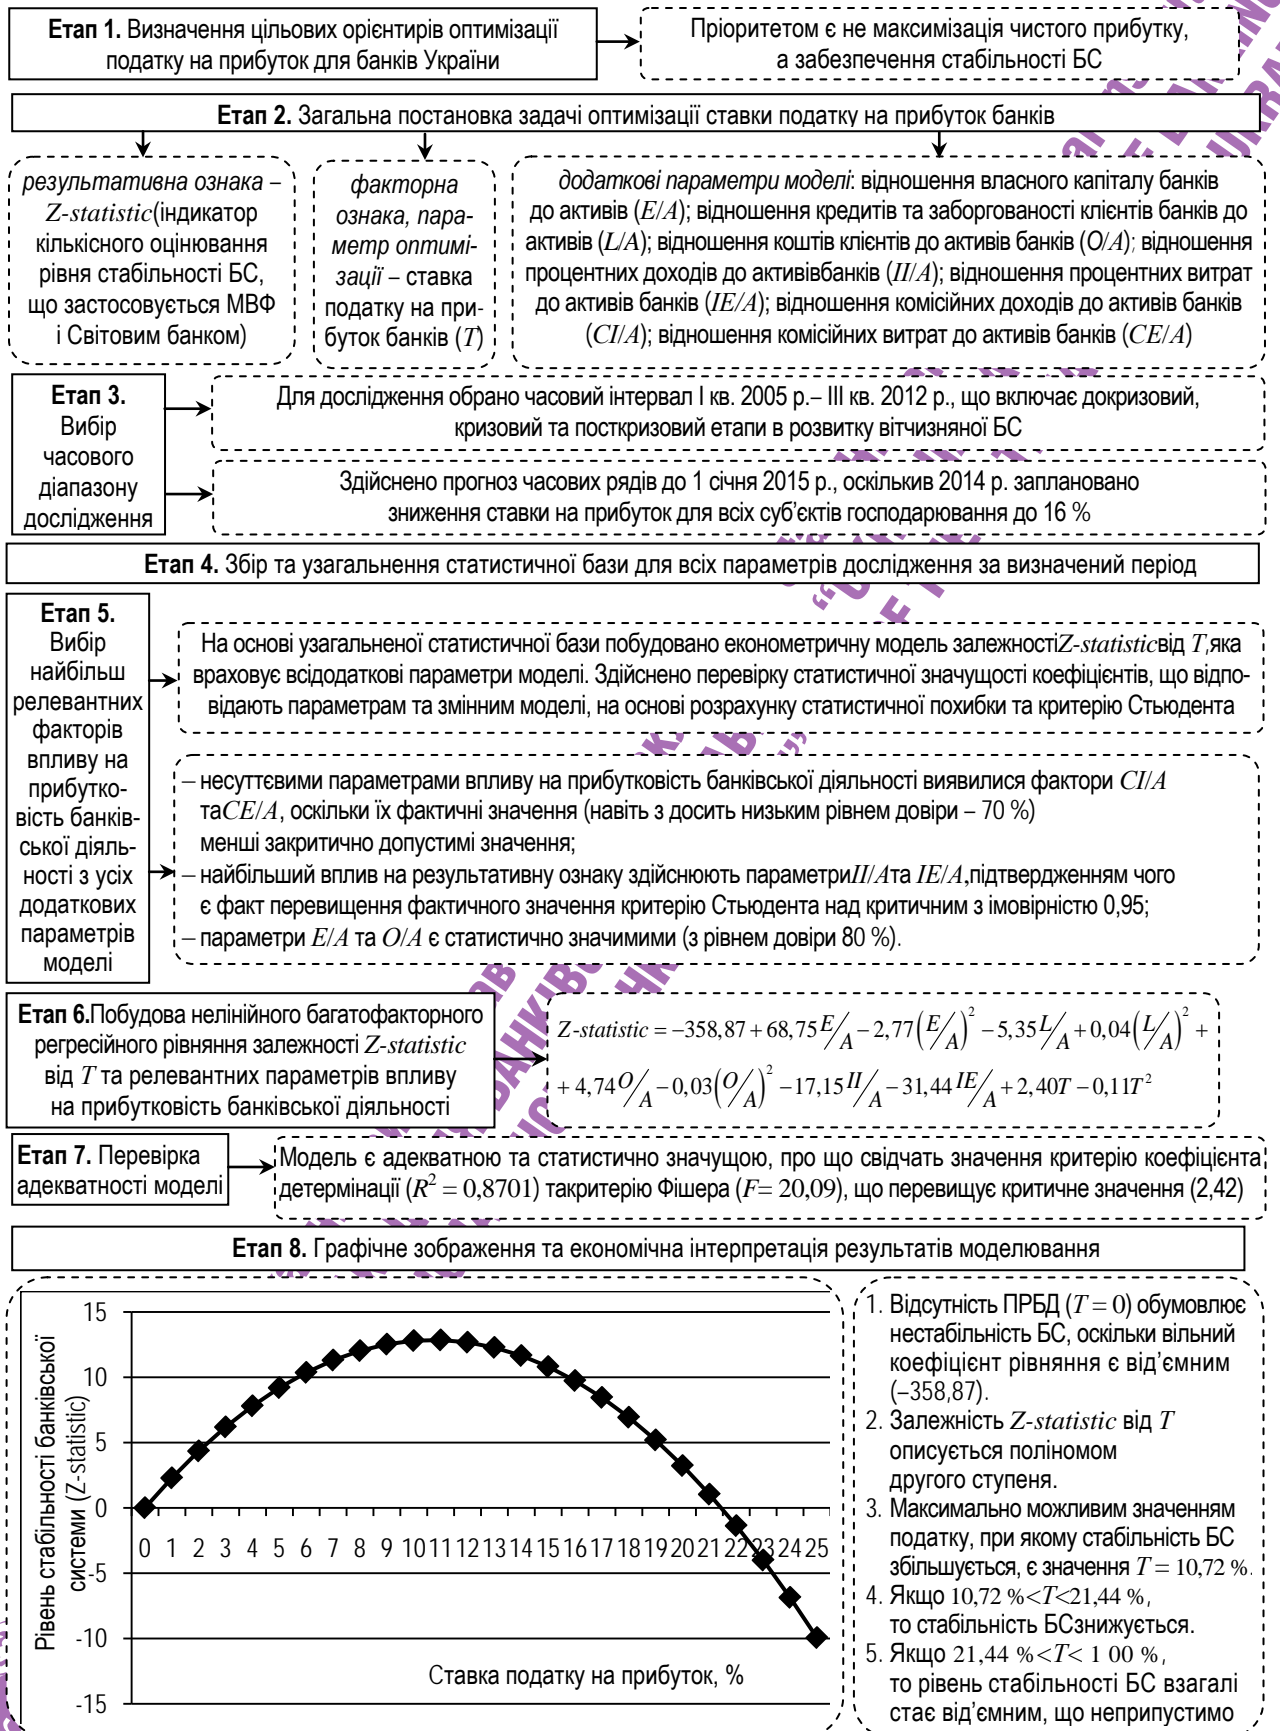 Етап 1. Визначення цільових орієнтирів оптимізації
податку на прибуток для банків України
Пріоритетом є не максимізація чистого прибутку,
а забезпечення стабільності БС
Етап 2. Загальна постановка задачі оптимізації ставки податку на прибуток банків
результативна ознака –
Z-statistic(індикатор
кількісного оцінювання
рівня стабільності БС,
що застосовується МВФ
і Світовим банком)
факторна
ознака, пара-
метр оптимі-
зації – ставка
податку на при-
буток банків (T)
додаткові параметри моделі: відношення власного капіталу банків
до активів (E/A); відношення кредитів та заборгованості клієнтів банків до
активів (L/A); відношення коштів клієнтів до активів банків (O/A); відношення
процентних доходів до активівбанків (II/A); відношення процентних витрат
до активів банків (IE/A); відношення комісійних доходів до активів банків
(CI/A); відношення комісійних витрат до активів банків (CE/A)
Етап 3.
Вибір
часового
діапазону
дослідження
Для дослідження обрано часовий інтервал І кв. 2005 р.– ІІІ кв. 2012 р., що включає докризовий,
кризовий та посткризовий етапи в розвитку вітчизняної БС
Здійснено прогноз часових рядів до 1 січня 2015 р., оскількив 2014 р. заплановано
зниження ставки на прибуток для всіх суб’єктів господарювання до 16 %
Етап 4. Збір та узагальнення статистичної бази для всіх параметрів дослідження за визначений період
Етап 5.
Вибір
найбільш
релевантних
факторів
впливу на
прибутко-
вість банків-
ської діяль-
ності з усіх
додаткових
параметрів
моделі
На основі узагальненої статистичної бази побудовано економетричну модель залежностіZ-statisticвід T,яка
враховує всідодаткові параметри моделі. Здійснено перевірку статистичної значущості коефіцієнтів, що відпо-
відають параметрам та змінним моделі, на основі розрахунку статистичної похибки та критерію Стьюдента
– несуттєвими параметрами впливу на прибутковість банківської діяльності виявилися фактори CI/A
таCE/A, оскільки їх фактичні значення (навіть з досить низьким рівнем довіри – 70 %)
менші закритично допустимі значення;
– найбільший вплив на результативну ознаку здійснюють параметриII/Aта IE/A,підтвердженням чого
є факт перевищення фактичного значення критерію Стьюдента над критичним з імовірністю 0,95;
– параметри E/A та O/A є статистично значимими (з рівнем довіри 80 %).
Етап 6.Побудова нелінійного багатофакторного
регресійного рівняння залежності Z-statistic
від T та релевантних параметрів впливу
на прибутковість банківської діяльності
Z-statistic = −358,87 + 68,75 E/A − 2,77 (E/A)² − 5,35 L/A + 0,04 (L/A)² +
+ 4,74 O/A − 0,03 (O/A)² − 17,15 II/A − 31,44 IE/A + 2,40T − 0,11T²
Етап 7. Перевірка
адекватності моделі
Модель є адекватною та статистично значущою, про що свідчать значення критерію коефіцієнта
детермінації (R² = 0,8701) такритерію Фішера (F= 20,09), що перевищує критичне значення (2,42)
Етап 8. Графічне зображення та економічна інтерпретація результатів моделювання
Рівень стабільності банківської
системи (Z-statistic)
15
10
5
0
-5
-10
-15
0 1 2 3 4 5 6 7 8 9 10 11 12 13 14 15 16 17 18 19 20 21 22 23 24 25
Ставка податку на прибуток, %
1. Відсутність ПРБД (T = 0) обумовлює
нестабільність БС, оскільки вільний
коефіцієнт рівняння є від’ємним
(–358,87).
2. Залежність Z-statistic від T
описується поліномом
другого ступеня.
3. Максимально можливим значенням
податку, при якому стабільність БС
збільшується, є значення T = 10,72 %.
4. Якщо 10,72 %<T<21,44 %,
то стабільність БСзнижується.
5. Якщо 21,44 %<T< 1 00 %,
то рівень стабільності БС взагалі
стає від’ємним, що неприпустимо